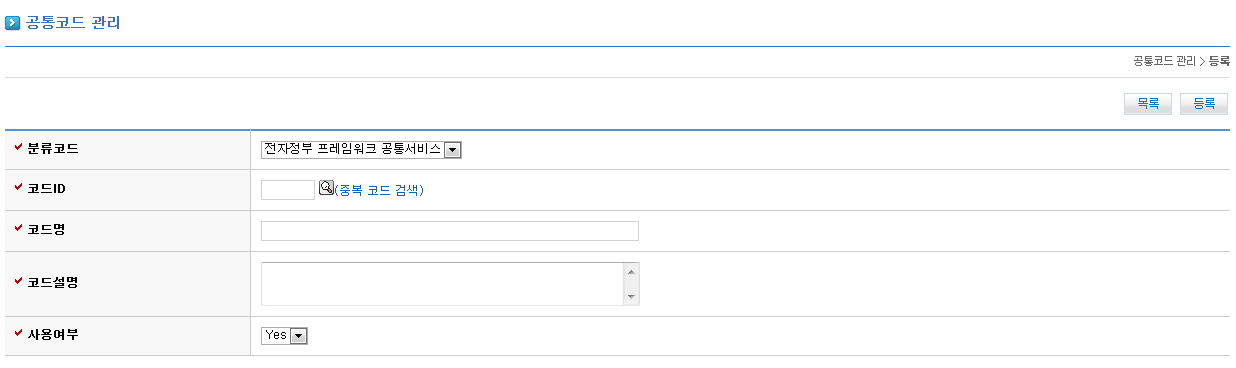 공통코드 관리
공통코드 관리 > 등록
목록 등록
분류코드 전자정부 프레임워크 공통서비스
코드ID (중복 코드 검색)
코드명
코드설명
사용여부 Yes